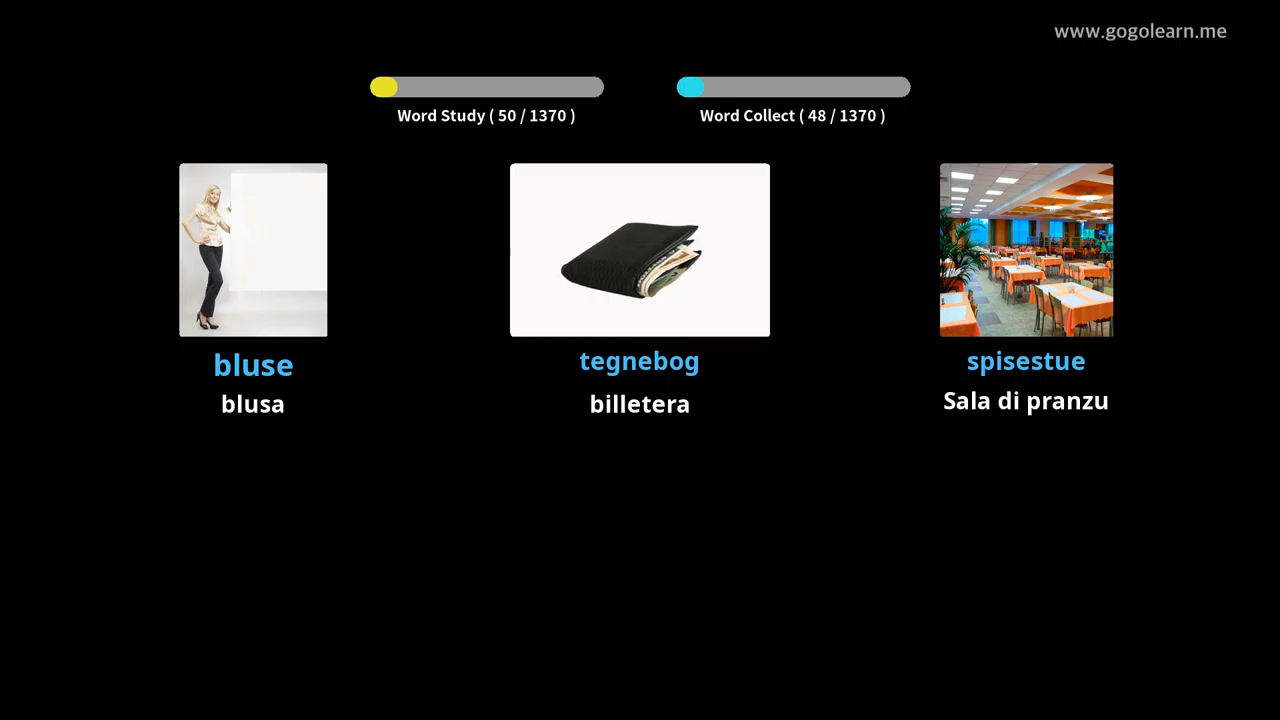 www.gogolearn.me
Word Study ( 50 / 1370 )
Word Collect ( 48 / 1370 )
bluse
blusa
tegnebog
billetera
spisestue
Sala di pranzu